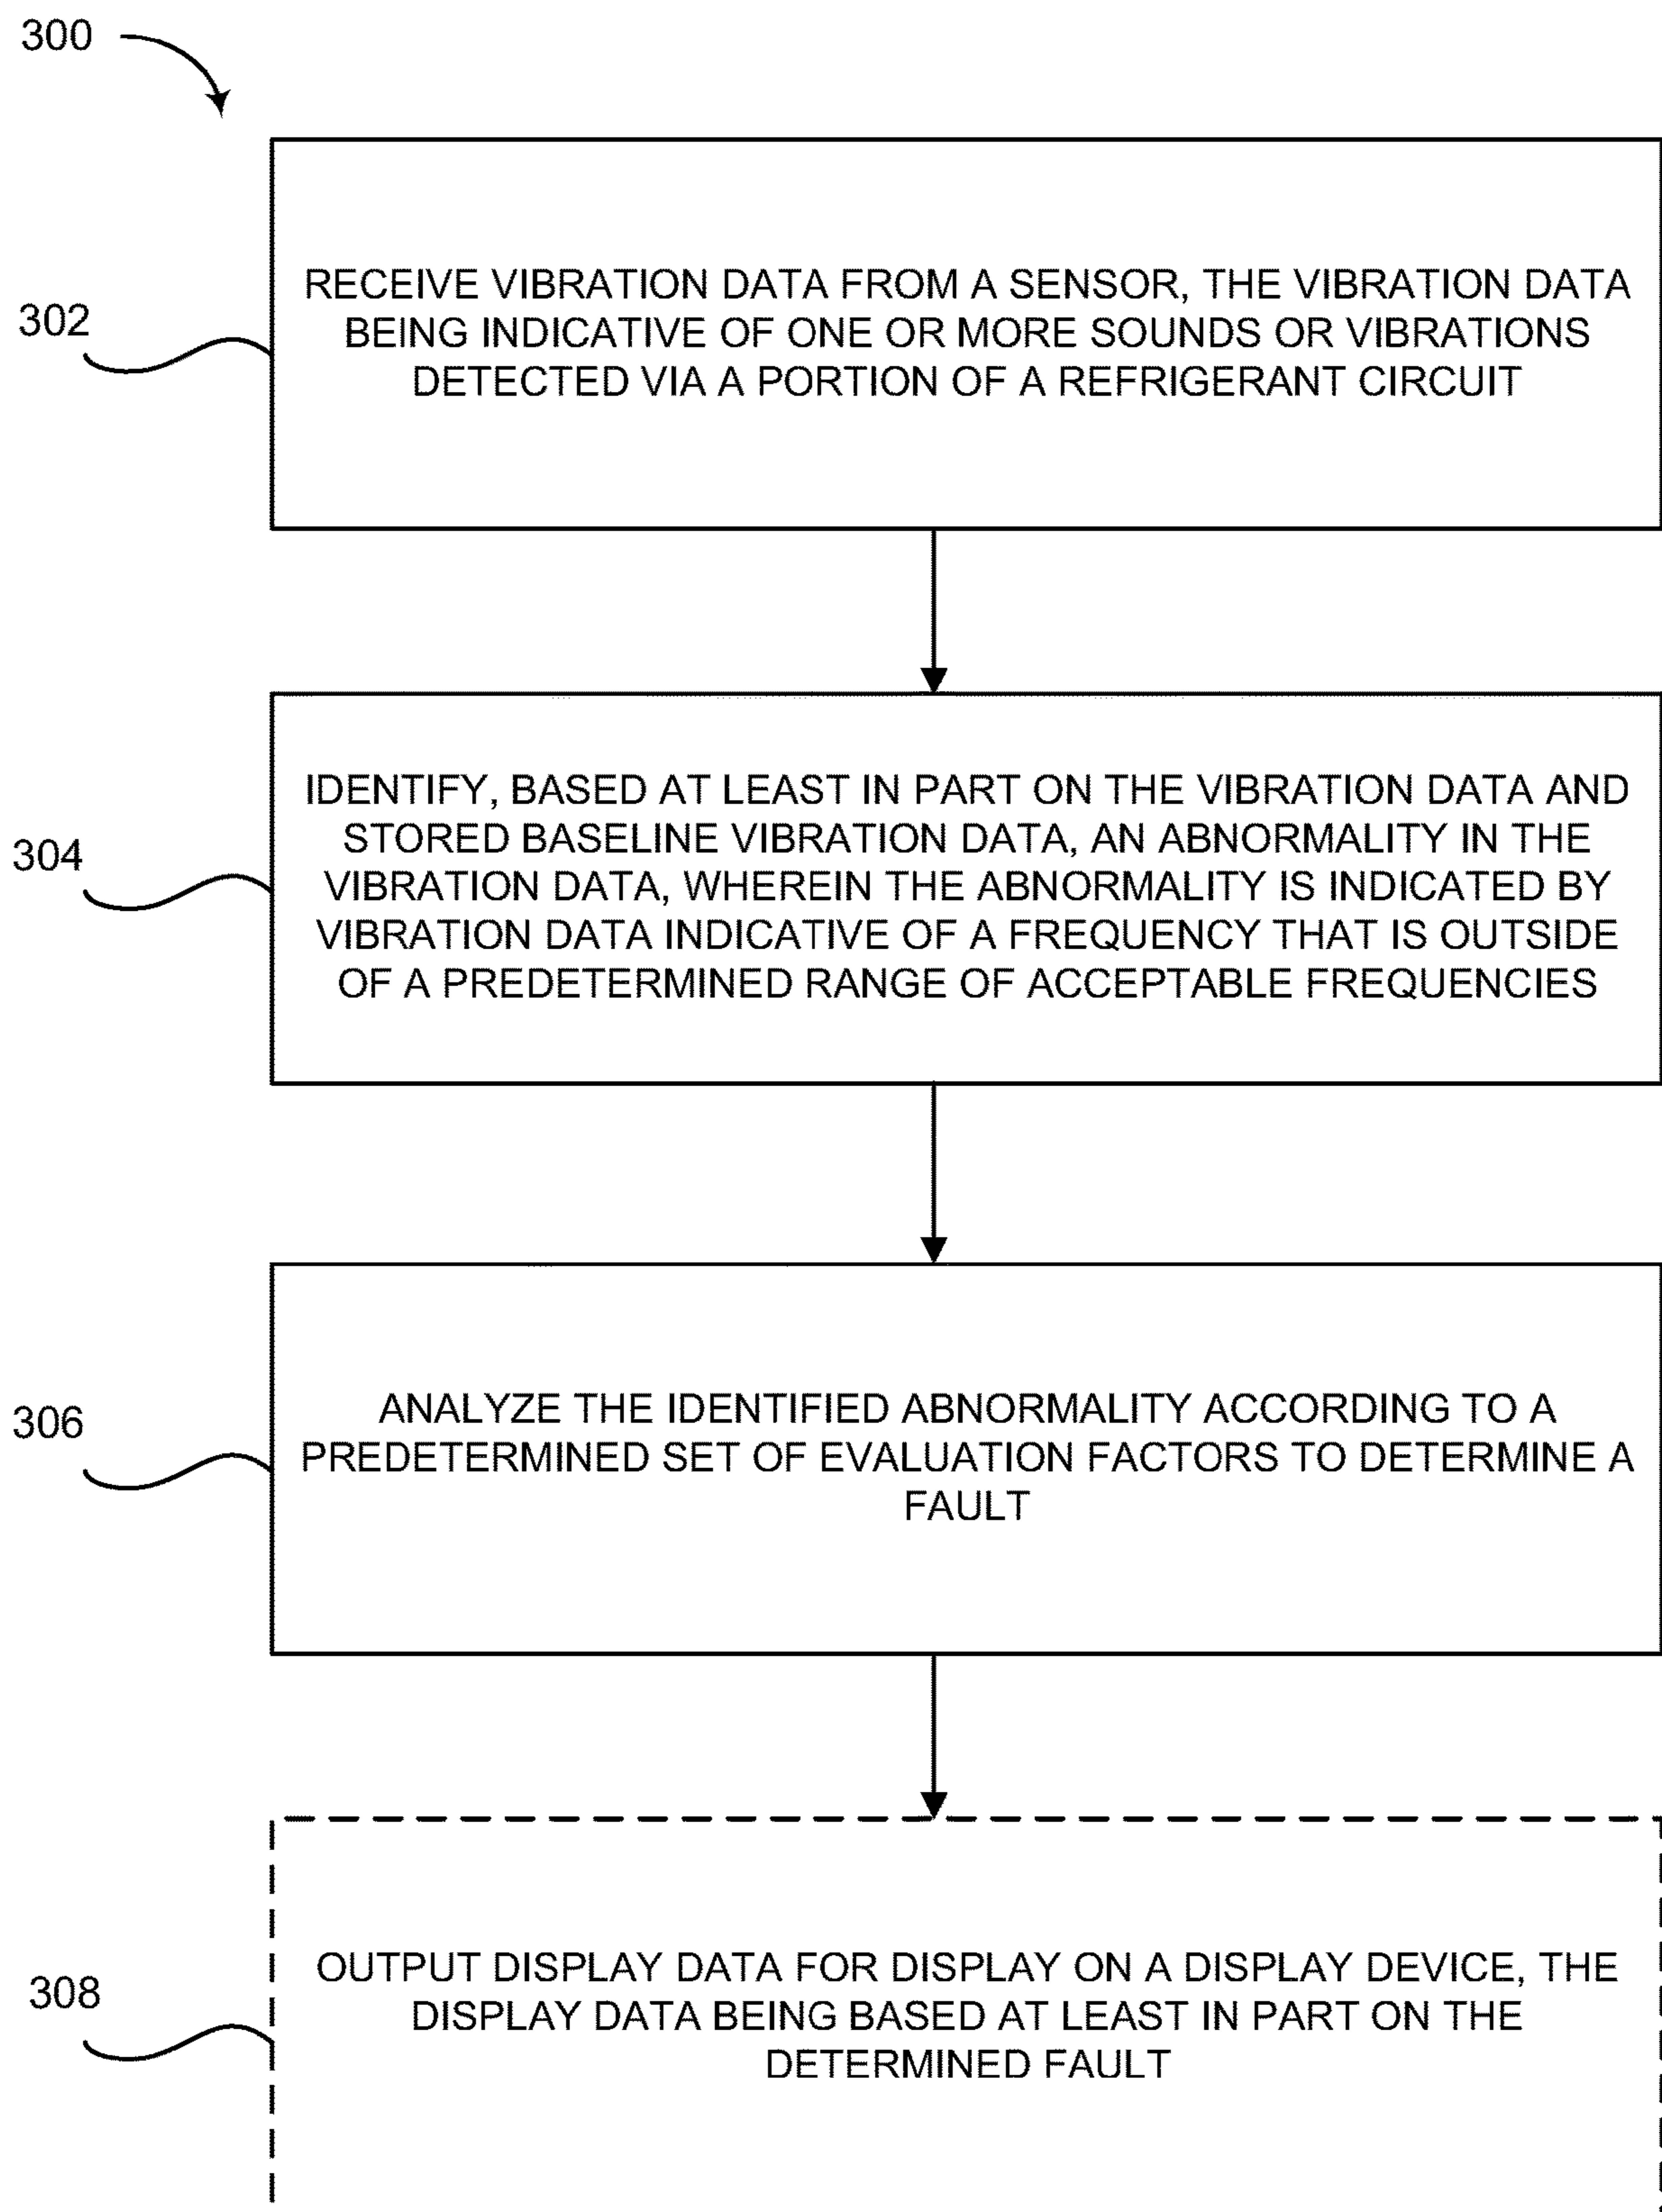 300
302
RECEIVE VIBRATION DATA FROM A SENSOR, THE VIBRATION DATA
BEING INDICATIVE OF ONE OR MORE SOUNDS OR VIBRATIONS
DETECTED VIA A PORTION OF A REFRIGERANT CIRCUIT
304
IDENTIFY, BASED AT LEAST IN PART ON THE VIBRATION DATA AND
STORED BASELINE VIBRATION DATA, AN ABNORMALITY IN THE
VIBRATION DATA, WHEREIN THE ABNORMALITY IS INDICATED BY
VIBRATION DATA INDICATIVE OF A FREQUENCY THAT IS OUTSIDE
OF A PREDETERMINED RANGE OF ACCEPTABLE FREQUENCIES
306
ANALYZE THE IDENTIFIED ABNORMALITY ACCORDING TO A
PREDETERMINED SET OF EVALUATION FACTORS TO DETERMINE A
FAULT
308
OUTPUT DISPLAY DATA FOR DISPLAY ON A DISPLAY DEVICE, THE
DISPLAY DATA BEING BASED AT LEAST IN PART ON THE
DETERMINED FAULT